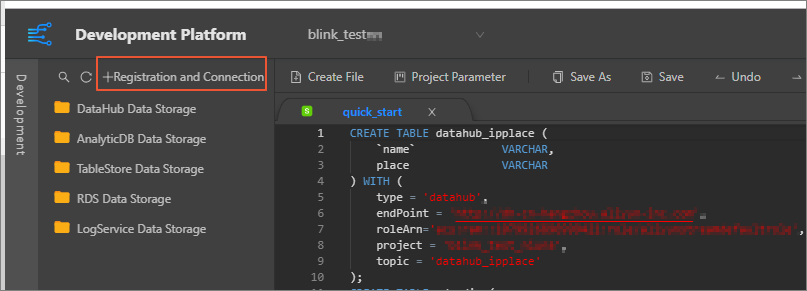 Development Platform
blink_test
Development
+Registration and Connection
Create File
Project Parameter
Save As
Save
Undo
DataHub Data Storage
AnalyticDB Data Storage
TableStore Data Storage
RDS Data Storage
LogService Data Storage
S
quick_start
X
1 CREATE TABLE datahub_ipplace (
2 `name` VARCHAR,
3 place VARCHAR
4 ) WITH (
5 type = 'datahub',
6 endPoint =
7 roleArn=
8 project =
9 topic = 'datahub_ipplace'
10 );